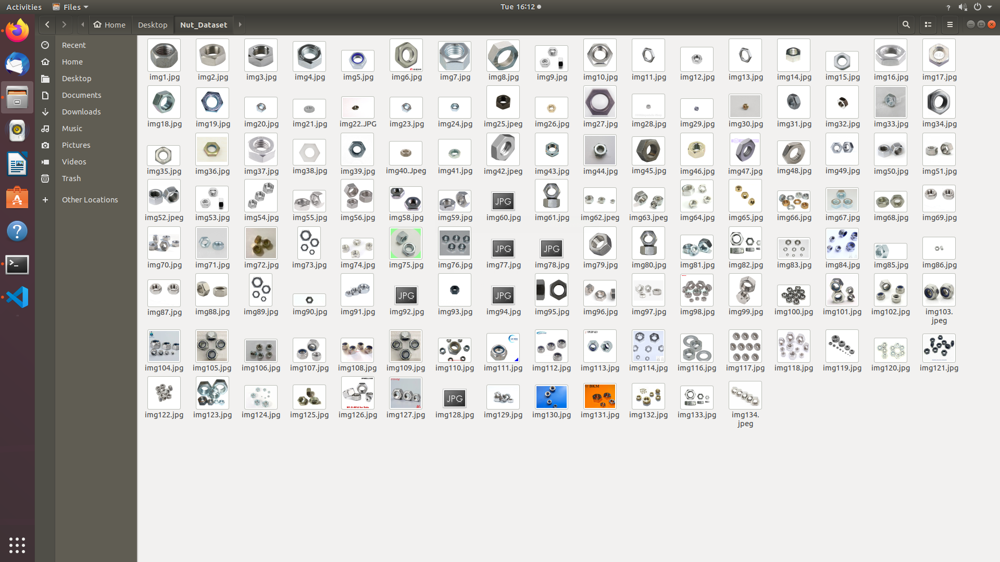 Activities Files Tue 16:12 ?
Home Desktop Nut_Dataset
Recent
Home
Desktop
Documents
Downloads
Music
Pictures
Videos
Trash
Other Locations
img1.jpg img2.jpg img3.jpg img4.jpg img5.jpg img6.jpg img7.jpg img8.jpg img9.jpg img10.jpg img11.jpg img12.jpg img13.jpg img14.jpg img15.jpg img16.jpg img17.jpg
img18.jpg img19.jpg img20.jpg img21.jpg img22.JPG img23.jpg img24.jpg img25.jpeg img26.jpg img27.jpg img28.jpg img29.jpg img30.jpg img31.jpg img32.jpg img33.jpg img34.jpg
img35.jpg img36.jpg img37.jpg img38.jpg img39.jpg img40.Jpeg img41.jpg img42.jpeg img43.jpg img44.jpg img45.jpg img46.jpg img47.jpg img48.jpg img49.jpg img50.jpg img51.jpg
JPG
img52.jpeg img53.jpg img54.jpg img55.jpg img56.jpg img58.jpg img59.jpg img60.jpg img61.jpg img62.jpeg img63.jpeg img64.jpg img65.jpg img66.jpg img67.jpg img68.jpg img69.jpg
JPG JPG
img70.jpg img71.jpg img72.jpg img73.jpg img74.jpg img75.jpg img76.jpg img77.jpg img78.jpg img79.jpg img80.jpg img81.jpg img82.jpg img83.jpg img84.jpg img85.jpg img86.jpg
JPG JPG
img87.jpg img88.jpg img89.jpg img90.jpg img91.jpg img92.jpg img93.jpg img94.jpg img95.jpg img96.jpg img97.jpg img98.jpg img99.jpg img100.jpg img101.jpg img102.jpg img103.
jpeg
img104.jpg img105.jpg img106.jpg img107.jpg img108.jpg img109.jpg img110.jpg img111.jpg img112.jpg img113.jpg img114.jpg img116.jpg img117.jpg img118.jpg img119.jpg img120.jpg img121.jpg
JPG
/// BKM
img122.jpg img123.jpg img124.jpg img125.jpg img126.jpg img127.jpg img128.jpg img129.jpg img130.jpg img131.jpg img132.jpg img133.jpg img134.
jpeg